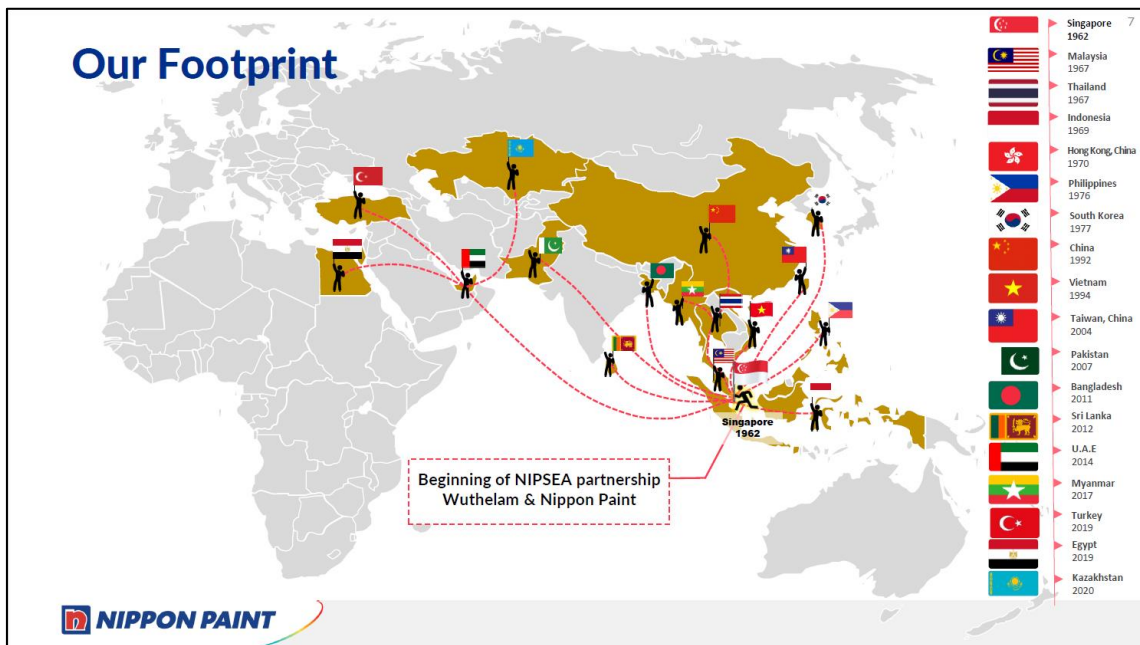 Our Footprint
7
Singapore
1962
Malaysia
1967
Thailand
1967
Indonesia
1969
Hong Kong, China
1970
Philippines
1976
South Korea
1977
China
1992
Vietnam
1994
Taiwan, China
2004
Pakistan
2007
Bangladesh
2011
Sri Lanka
2012
U.A.E
2014
Myanmar
2017
Turkey
2019
Egypt
2019
Kazakhstan
2020
Singapore
1962
Beginning of NIPSEA partnership
Wuthelam & Nippon Paint
n NIPPON PAINT